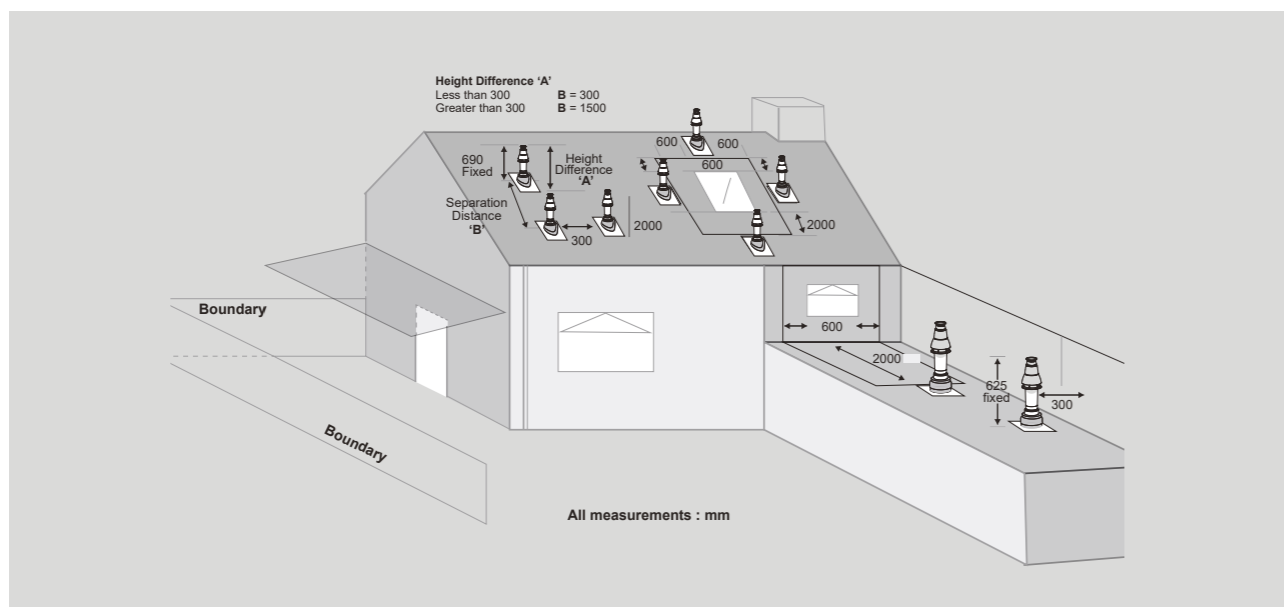 Height Difference ‘A’
Less than 300 B = 300
Greater than 300 B = 1500
690
Fixed
Height
Difference
‘A’
600
600
600
Separation
Distance
‘B’
300
2000
2000
Boundary
600
2000
625
fixed
300
Boundary
All measurements : mm